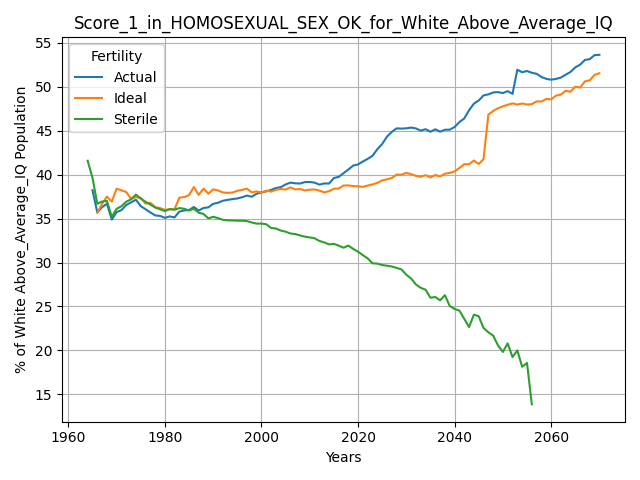 Score_1_in_HOMOSEXUAL_SEX_OK_for_White_Above_Average_IQ
Fertility
Actual
Ideal
Sterile
% of White Above_Average_IQ Population
55
50
45
40
35
30
25
20
15
1960
1980
2000
2020
2040
2060
Years